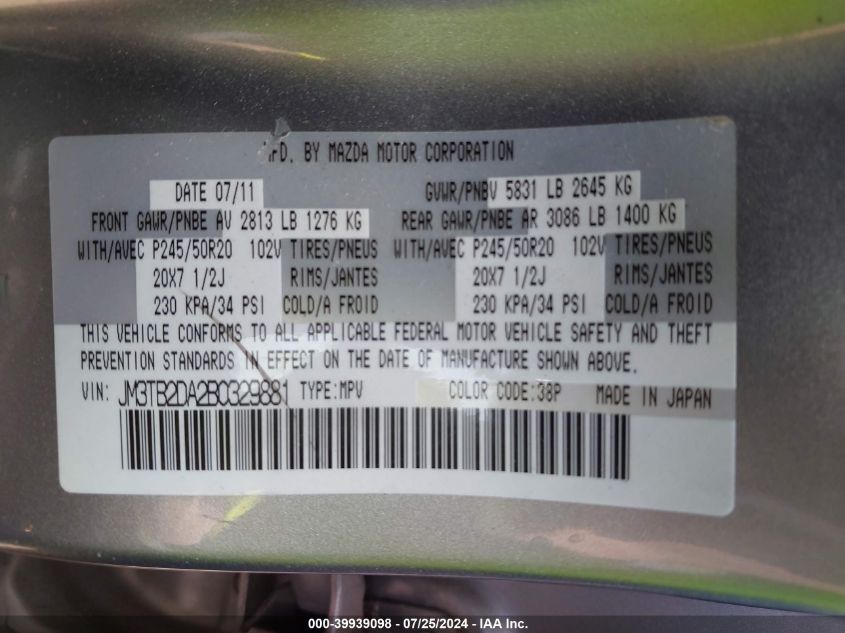 MFD. BY MAZDA MOTOR CORPORATION
DATE 07/11 GVWR/PNBV 5831 LB 2645 KG
FRONT GAWR/PNBE AV 2813 LB 1276 KG REAR GAWR/PNBE AR 3086 LB 1400 KG
WITH/AVEC P245/50R20 102V TIRES/PNEUS WITH/AVEC P245/50R20 102V TIRES/PNEUS
20X7 1/2J RIMS/JANTES 20X7 1/2J RIMS/JANTES
230 KPA/34 PSI COLD/A FROID 230 KPA/34 PSI COLD/A FROID
THIS VEHICLE CONFORMS TO ALL APPLICABLE FEDERAL MOTOR VEHICLE SAFETY AND THEFT
PREVENTION STANDARDS IN EFFECT ON THE DATE OF MANUFACTURE SHOWN ABOVE.
VIN: JM3TB2DA2B0329881 TYPE:MPV COLOR CODE:38P MADE IN JAPAN
000-39939098 - 07/25/2024 - © IAA Inc.